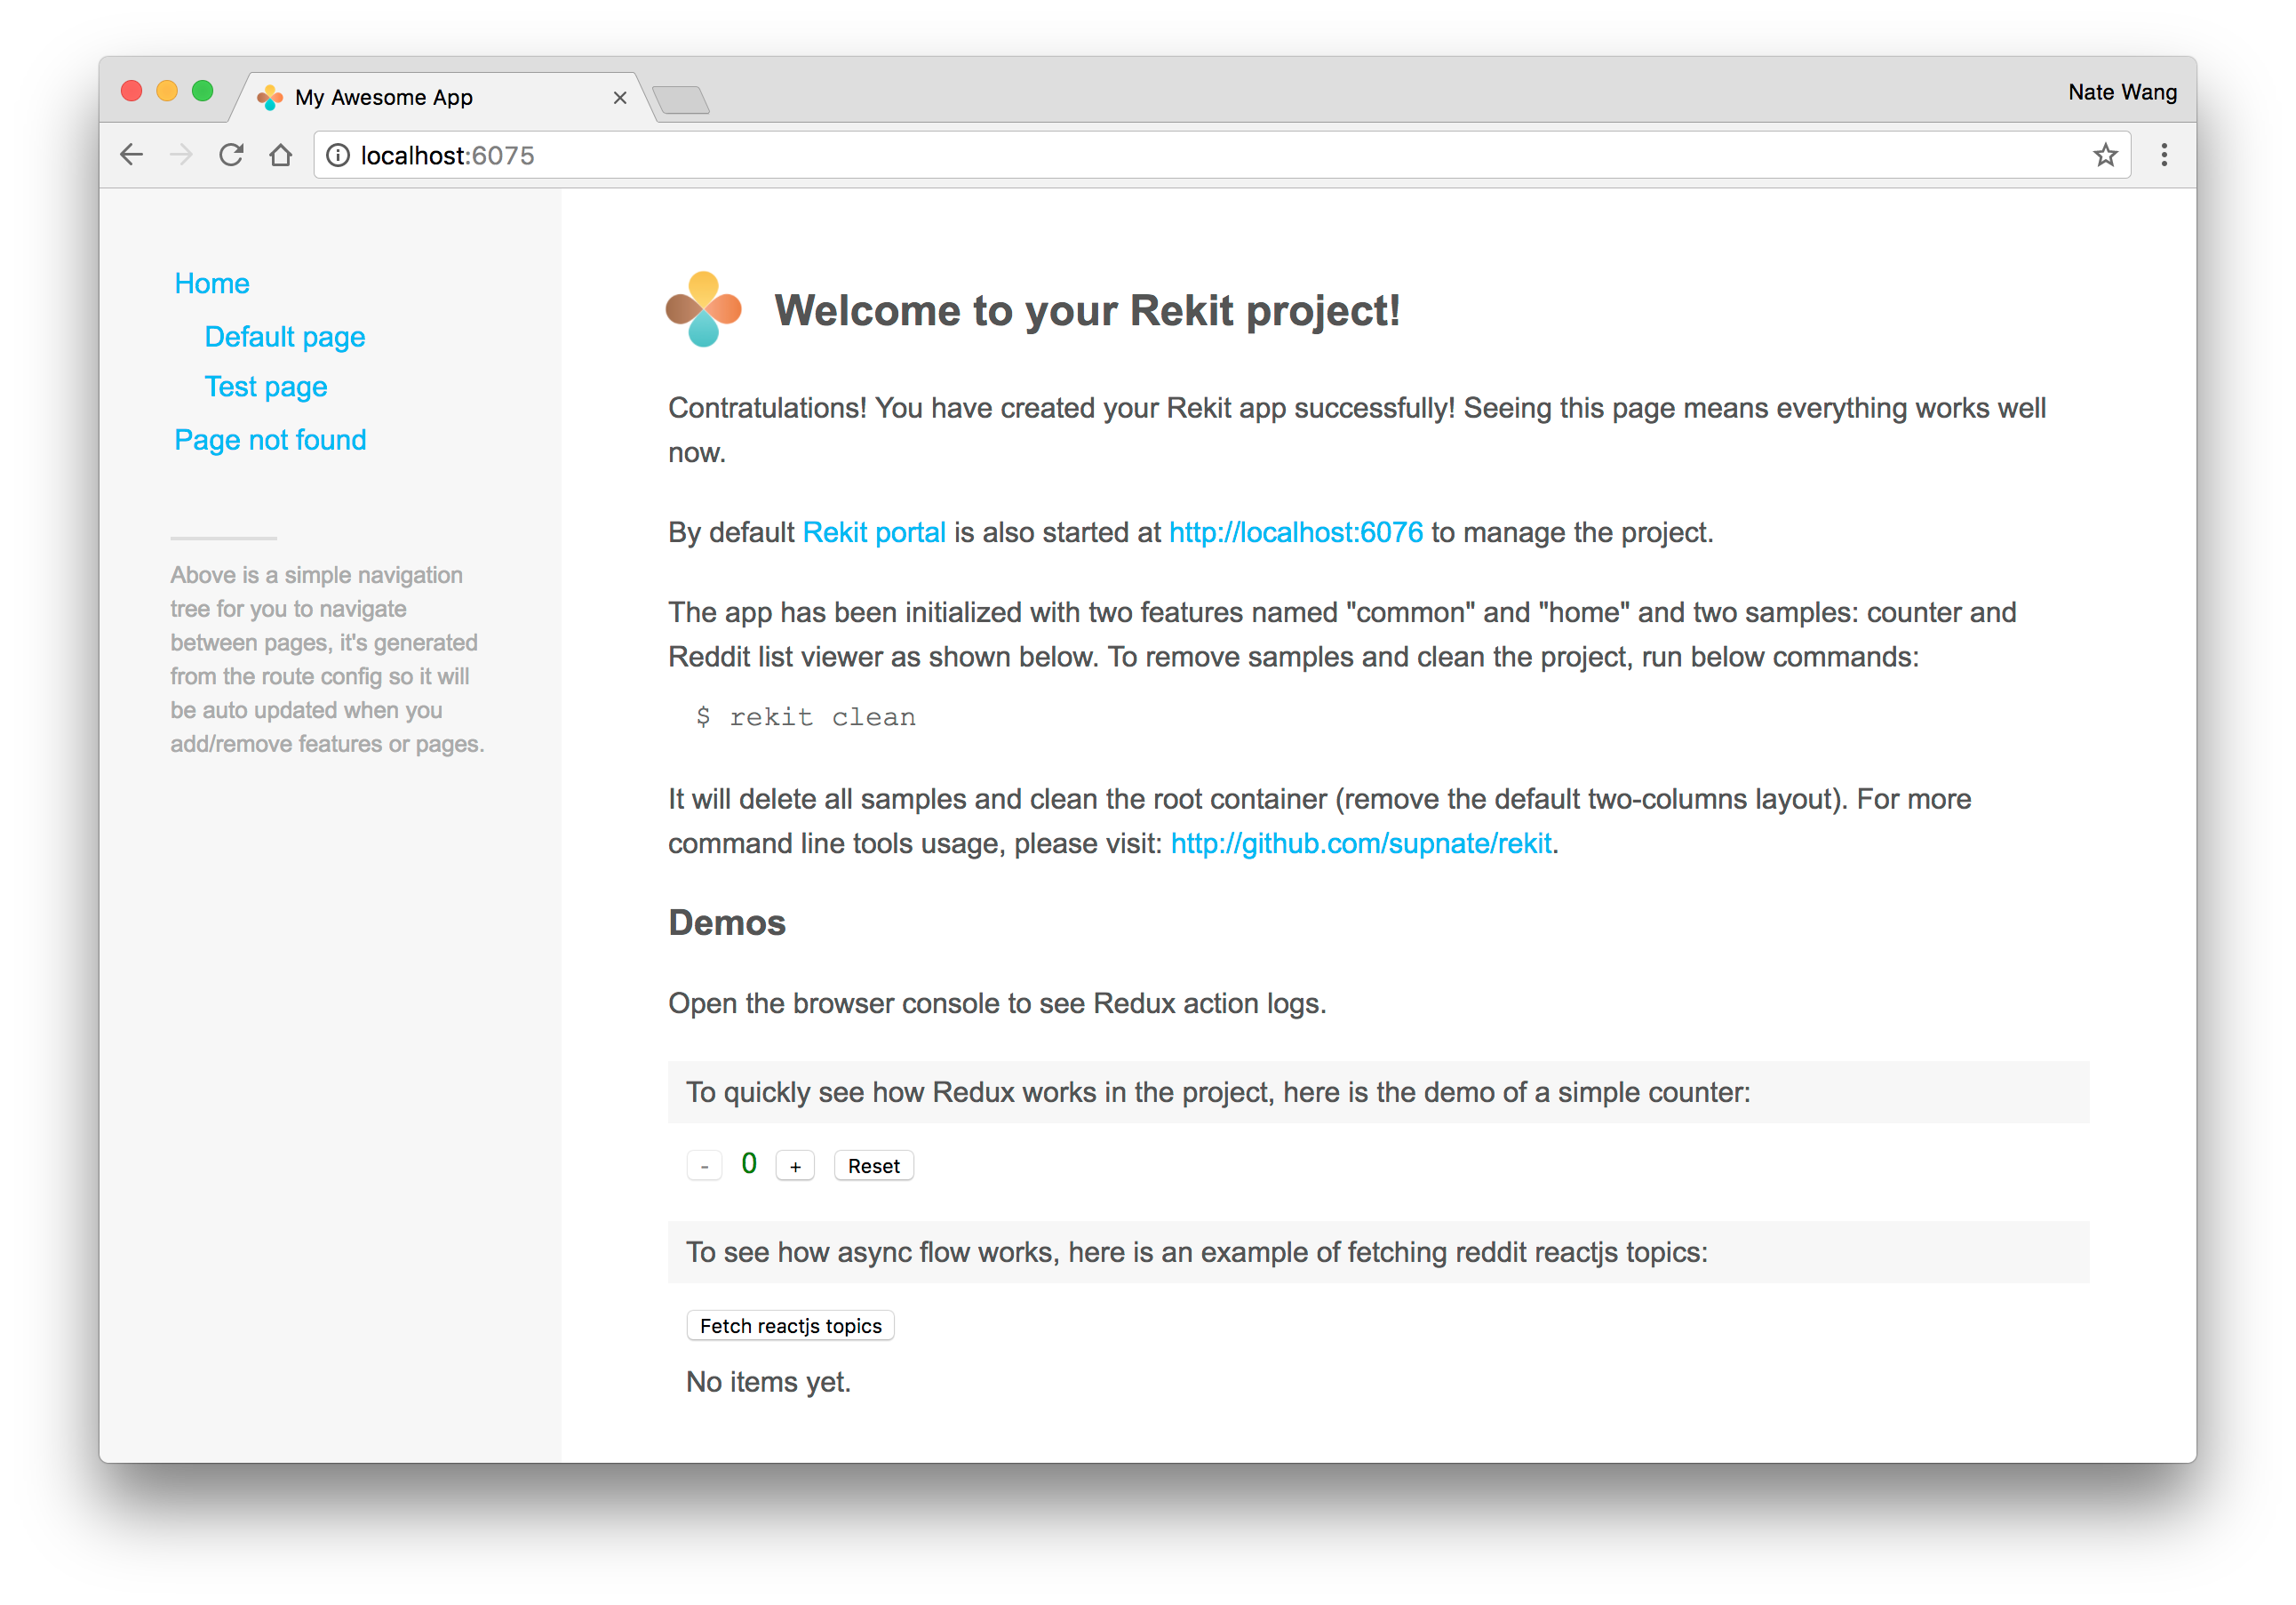 My Awesome App
Nate Wang
localhost:6075
Home
Default page
Test page
Page not found
Above is a simple navigation
tree for you to navigate
between pages, it's generated
from the route config so it will
be auto updated when you
add/remove features or pages.
Welcome to your Rekit project!
Contratulations! You have created your Rekit app successfully! Seeing this page means everything works well
now.
By default Rekit portal is also started at http://localhost:6076 to manage the project.
The app has been initialized with two features named "common" and "home" and two samples: counter and
Reddit list viewer as shown below. To remove samples and clean the project, run below commands:
$ rekit clean
It will delete all samples and clean the root container (remove the default two-columns layout). For more
command line tools usage, please visit: http://github.com/supnate/rekit.
Demos
Open the browser console to see Redux action logs.
To quickly see how Redux works in the project, here is the demo of a simple counter:
- 0 + Reset
To see how async flow works, here is an example of fetching reddit reactjs topics:
Fetch reactjs topics
No items yet.